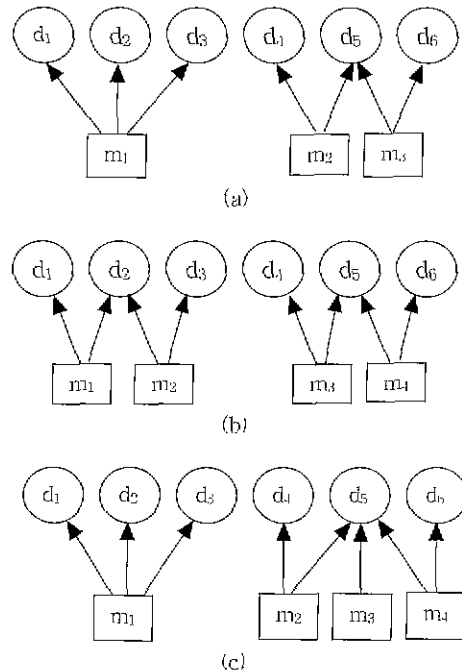 d₁ d₂ d₃ d₄ d₅ d₆
m₁ m₂ m₃
(a)
d₁ d₂ d₃ d₄ d₅ d₆
m₁ m₂ m₃ m₄
(b)
d₁ d₂ d₃ d₄ d₅ d₆
m₁ m₂ m₃ m₄
(c)